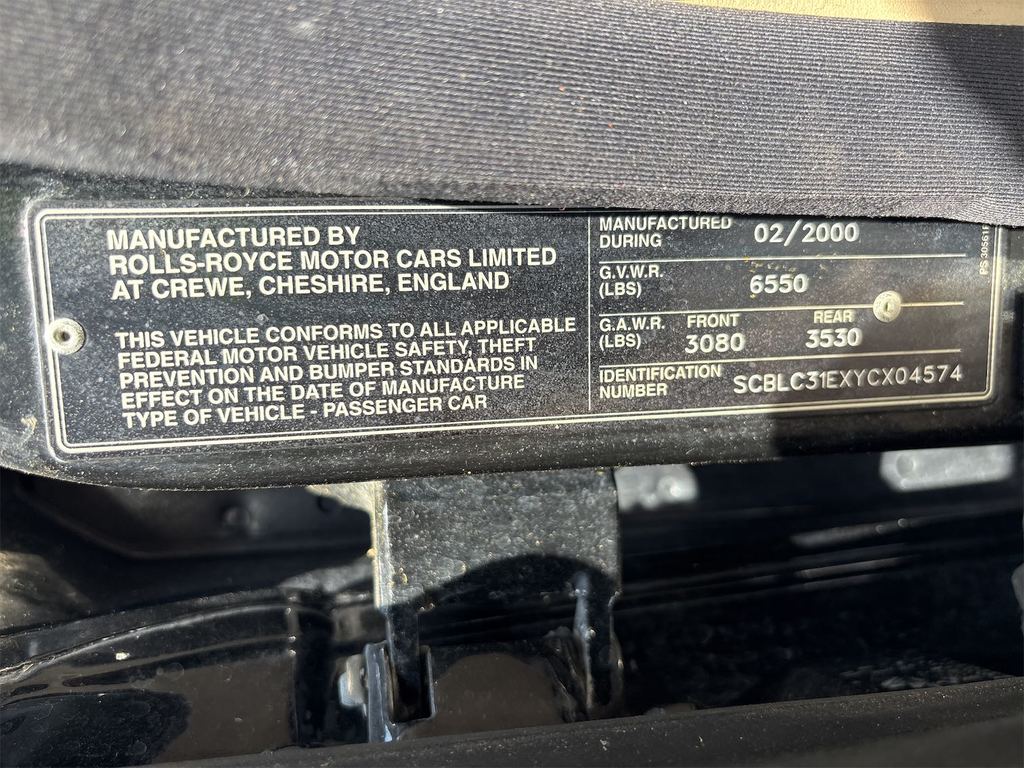 MANUFACTURED BY
ROLLS-ROYCE MOTOR CARS LIMITED
AT CREWE, CHESHIRE, ENGLAND
THIS VEHICLE CONFORMS TO ALL APPLICABLE
FEDERAL MOTOR VEHICLE SAFETY, THEFT
PREVENTION AND BUMPER STANDARDS IN
EFFECT ON THE DATE OF MANUFACTURE
TYPE OF VEHICLE - PASSENGER CAR
MANUFACTURED
DURING 02/2000
G.V.W.R.
(LBS) 6550
G.A.W.R. FRONT REAR
(LBS) 3080 3530
IDENTIFICATION
NUMBER SCBLC31EXYCX04574